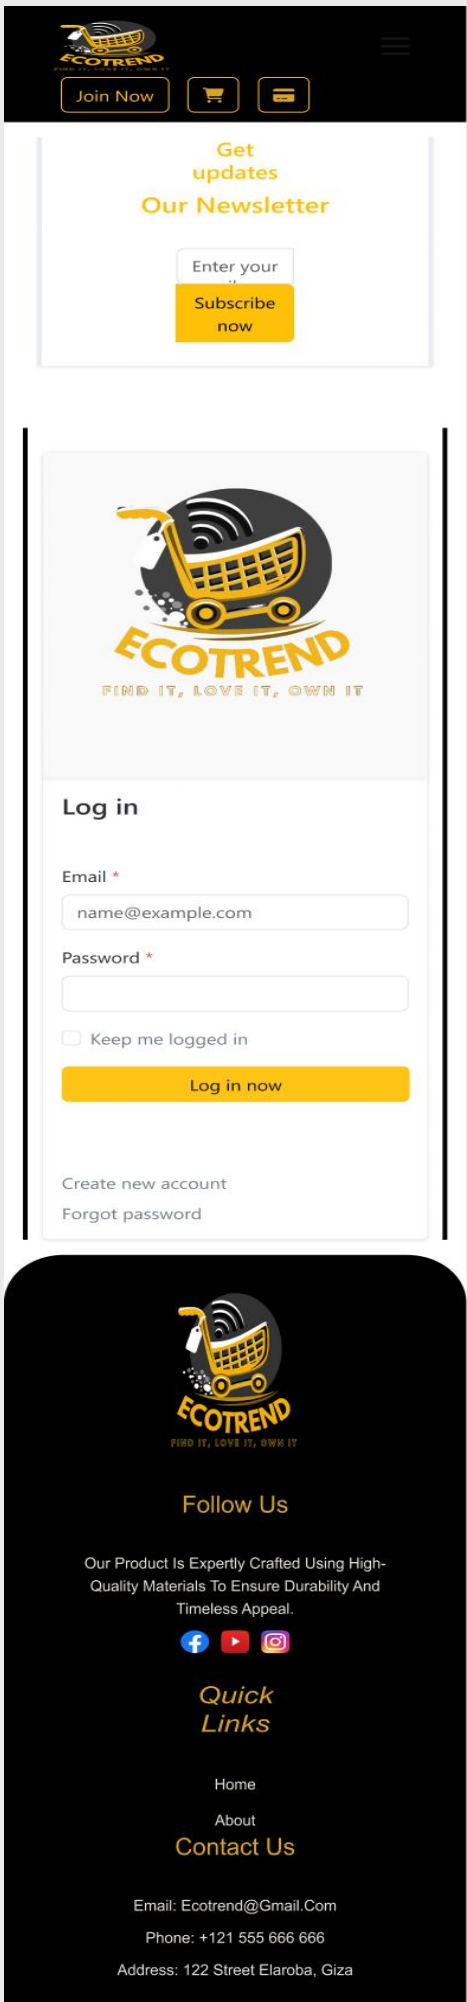 ECOTREND
FIND IT, LOVE IT, OWN IT
Join Now
Get
updates
Our Newsletter
Enter your
Subscribe
now
ECOTREND
FIND IT, LOVE IT, OWN IT
Log in
Email *
name@example.com
Password *
Keep me logged in
Log in now
Create new account
Forgot password
ECOTREND
FIND IT, LOVE IT, OWN IT
Follow Us
Our Product Is Expertly Crafted Using High-
Quality Materials To Ensure Durability And
Timeless Appeal.
Quick
Links
Home
About
Contact Us
Email: Ecotrend@Gmail.Com
Phone: +121 555 666 666
Address: 122 Street Elaroba, Giza